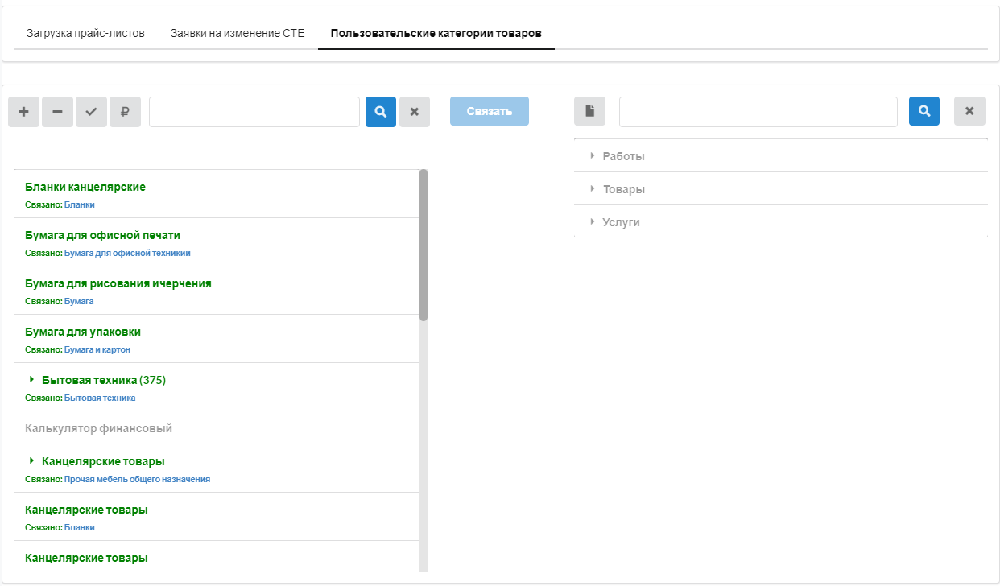 Загрузка прайс-листов
Заявки на изменение СТЕ
Пользовательские категории товаров
₽
Связать
Бланки канцелярские
Связано: Бланки
Бумага для офисной печати
Связано: Бумага для офисной техникии
Бумага для рисования ичерчения
Связано: Бумага
Бумага для упаковки
Связано: Бумага и картон
Бытовая техника (375)
Связано: Бытовая техника
Калькулятор финансовый
Канцелярские товары
Связано: Прочая мебель общего назначения
Канцелярские товары
Связано: Бланки
Канцелярские товары
Работы
Товары
Услуги